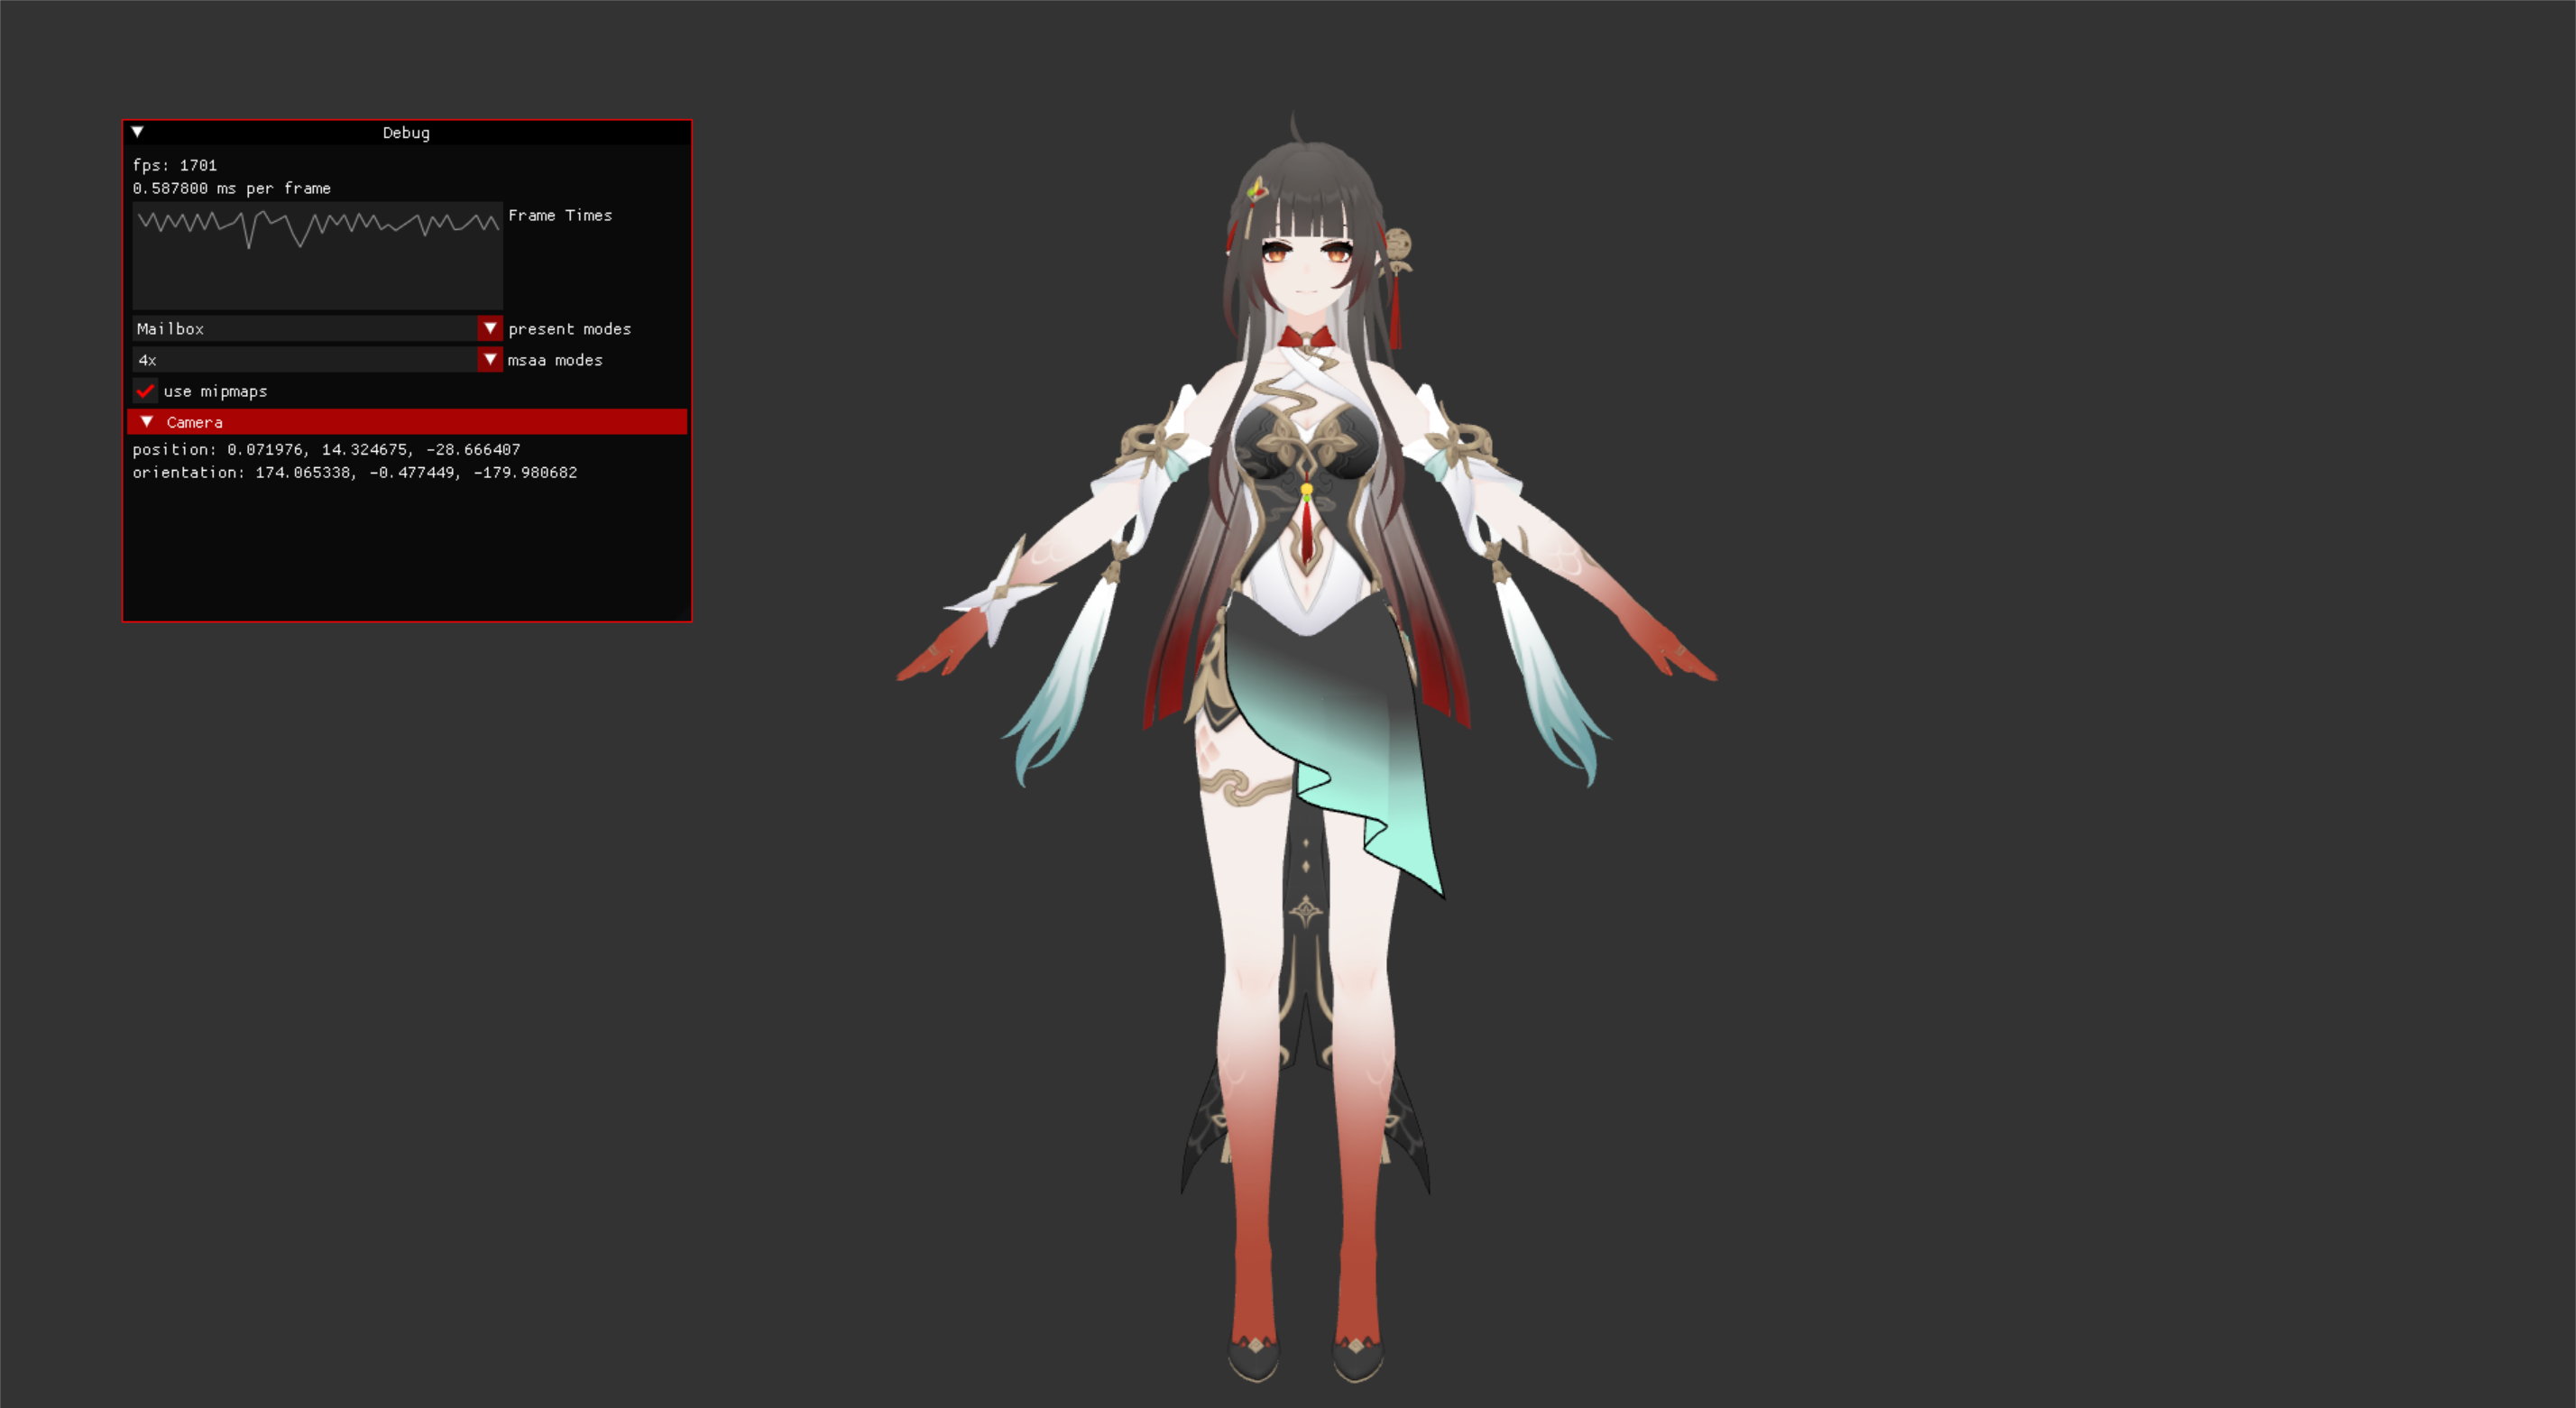 Debug
fps: 1701
0.587800 ms per frame
Frame Times
Mailbox present modes
4x msaa modes
use mipmaps
Camera
position: 0.071976, 14.324675, -28.666407
orientation: 174.065338, -0.477449, -179.980682